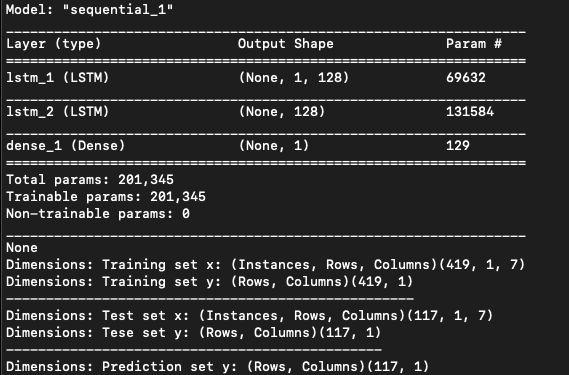 Model: "sequential_1"
_________________________________________________________________
Layer (type)                 Output Shape              Param #
=================================================================
lstm_1 (LSTM)                (None, 1, 128)            69632
_________________________________________________________________
lstm_2 (LSTM)                (None, 128)               131584
_________________________________________________________________
dense_1 (Dense)              (None, 1)                 129
=================================================================
Total params: 201,345
Trainable params: 201,345
Non-trainable params: 0
_________________________________________________________________
None
Dimensions: Training set x: (Instances, Rows, Columns)(419, 1, 7)
Dimensions: Training set y: (Rows, Columns)(419, 1)
---------------------------------------------------
Dimensions: Test set x: (Instances, Rows, Columns)(117, 1, 7)
Dimensions: Tese set y: (Rows, Columns)(117, 1)
-----------------------------------------------
Dimensions: Prediction set y: (Rows, Columns)(117, 1)